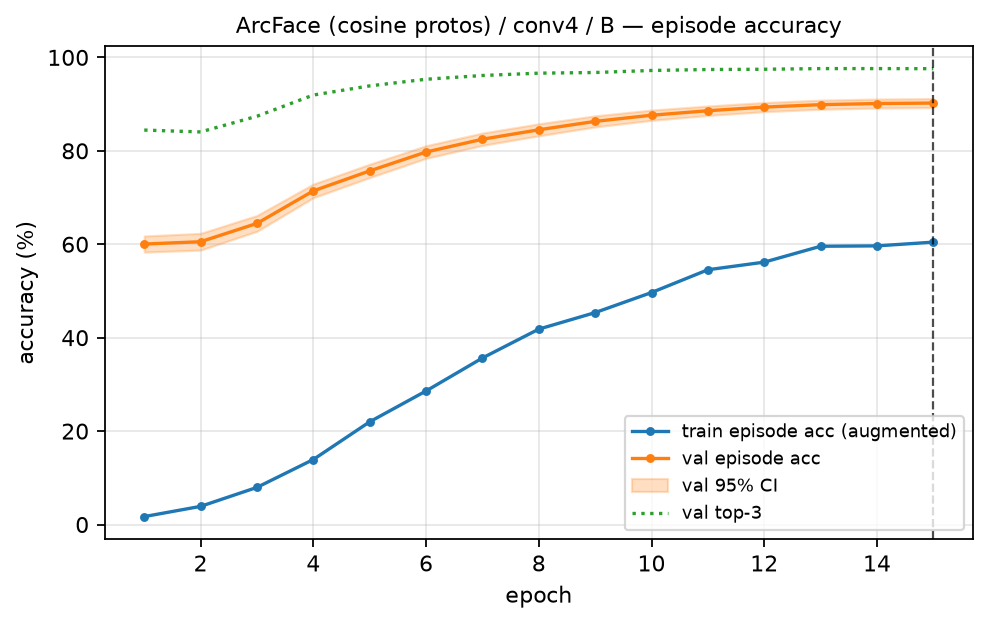 ArcFace (cosine protos) / conv4 / B — episode accuracy
accuracy (%)
100
80
60
40
20
0
2 4 6 8 10 12 14
epoch
train episode acc (augmented)
val episode acc
val 95% CI
val top-3